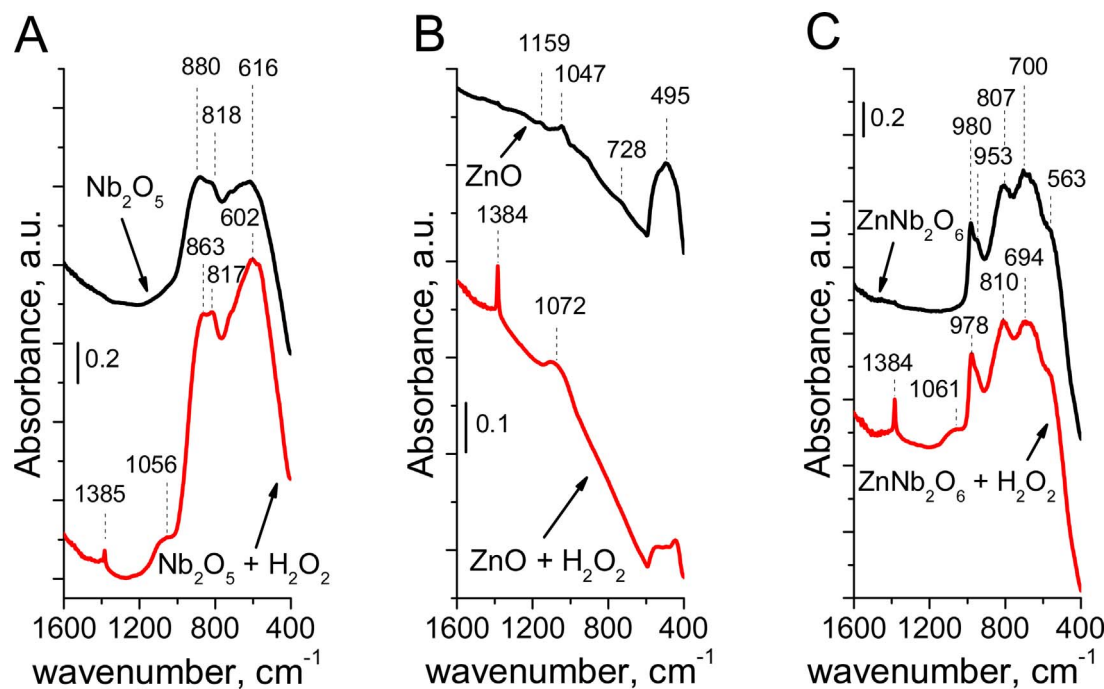 A
880
616
818
Nb₂O₅
602
863
817
0.2
1056
1385
Nb₂O₅ + H₂O₂
Absorbance, a.u.
1600
1200
800
400
wavenumber, cm⁻¹
B
1159
1047
495
728
ZnO
1384
1072
0.1
ZnO + H₂O₂
Absorbance, a.u.
1600
1200
800
400
wavenumber, cm⁻¹
C
700
807
0.2
980
953
563
ZnNb₂O₆
694
810
978
1384
1061
ZnNb₂O₆ + H₂O₂
Absorbance, a.u.
1600
1200
800
400
wavenumber, cm⁻¹